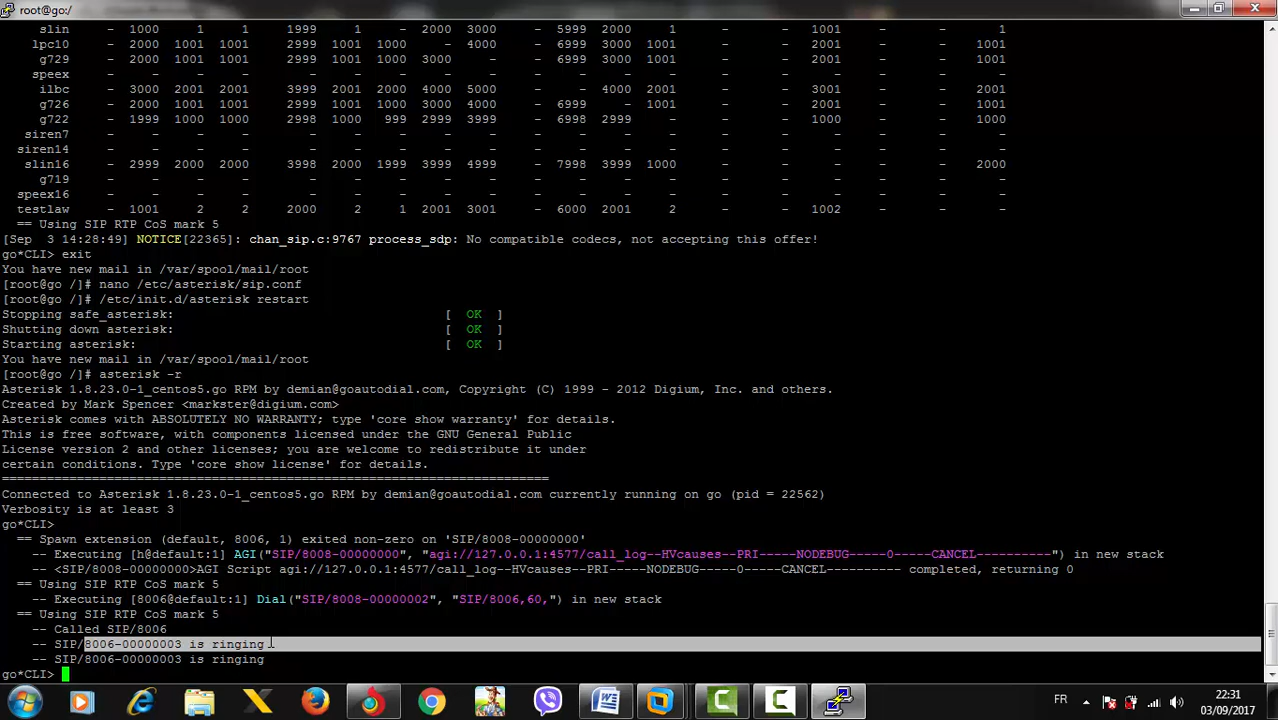 root@go:/
slin - 1000 1 1 1999 1 - 2000 3000 - 5999 2000 1 - - 1001 - - 1
lpc10 - 2000 1001 1001 2999 1001 1000 - 4000 - 6999 3000 1001 - - 2001 - - 1001
g729 - 2000 1001 1001 2999 1001 1000 3000 - - 6999 3000 1001 - - 2001 - - 1001
speex - - - - - - - - - - - - - - - - - -
ilbc - 3000 2001 2001 3999 2001 2000 4000 5000 - - 4000 2001 - - 3001 - - 2001
g726 - 2000 1001 1001 2999 1001 1000 3000 4000 - 6999 - 1001 - - 2001 - - 1001
g722 - 1999 1000 1000 2998 1000 999 2999 3999 - 6998 2999 - - - 1000 - - 1000
siren7 - - - - - - - - - - - - - - - - - -
siren14 - - - - - - - - - - - - - - - - - -
slin16 - 2999 2000 2000 3998 2000 1999 3999 4999 - 7998 3999 1000 - - - - - 2000
g719 - - - - - - - - - - - - - - - - - -
speex16 - - - - - - - - - - - - - - - - - -
testlaw - 1001 2 2 2000 2 1 2001 3001 - 6000 2001 2 - - 1002 - - -
== Using SIP RTP CoS mark 5
[Sep 3 14:28:49] NOTICE[22365]: chan_sip.c:9767 process_sdp: No compatible codecs, not accepting this offer!
go*CLI> exit
You have new mail in /var/spool/mail/root
[root@go /]# nano /etc/asterisk/sip.conf
[root@go /]# /etc/init.d/asterisk restart
Stopping safe_asterisk: [ OK ]
Shutting down asterisk: [ OK ]
Starting asterisk: [ OK ]
You have new mail in /var/spool/mail/root
[root@go /]# asterisk -r
Asterisk 1.8.23.0-1_centos5.go RPM by demian@goautodial.com, Copyright (C) 1999 - 2012 Digium, Inc. and others.
Created by Mark Spencer <markster@digium.com>
Asterisk comes with ABSOLUTELY NO WARRANTY; type 'core show warranty' for details.
This is free software, with components licensed under the GNU General Public
License version 2 and other licenses; you are welcome to redistribute it under
certain conditions. Type 'core show license' for details.
=========================================================================
Connected to Asterisk 1.8.23.0-1_centos5.go RPM by demian@goautodial.com currently running on go (pid = 22562)
Verbosity is at least 3
go*CLI>
== Spawn extension (default, 8006, 1) exited non-zero on 'SIP/8008-00000000'
-- Executing [h@default:1] AGI("SIP/8008-00000000", "agi://127.0.0.1:4577/call_log--HVcauses--PRI-----NODEBUG-----0-----CANCEL----------") in new stack
-- <SIP/8008-00000000>AGI Script agi://127.0.0.1:4577/call_log--HVcauses--PRI-----NODEBUG-----0-----CANCEL---------- completed, returning 0
== Using SIP RTP CoS mark 5
-- Executing [8006@default:1] Dial("SIP/8008-00000002", "SIP/8006,60,") in new stack
== Using SIP RTP CoS mark 5
-- Called SIP/8006
-- SIP/8006-00000003 is ringing
-- SIP/8006-00000003 is ringing
go*CLI>
FR 22:31
03/09/2017